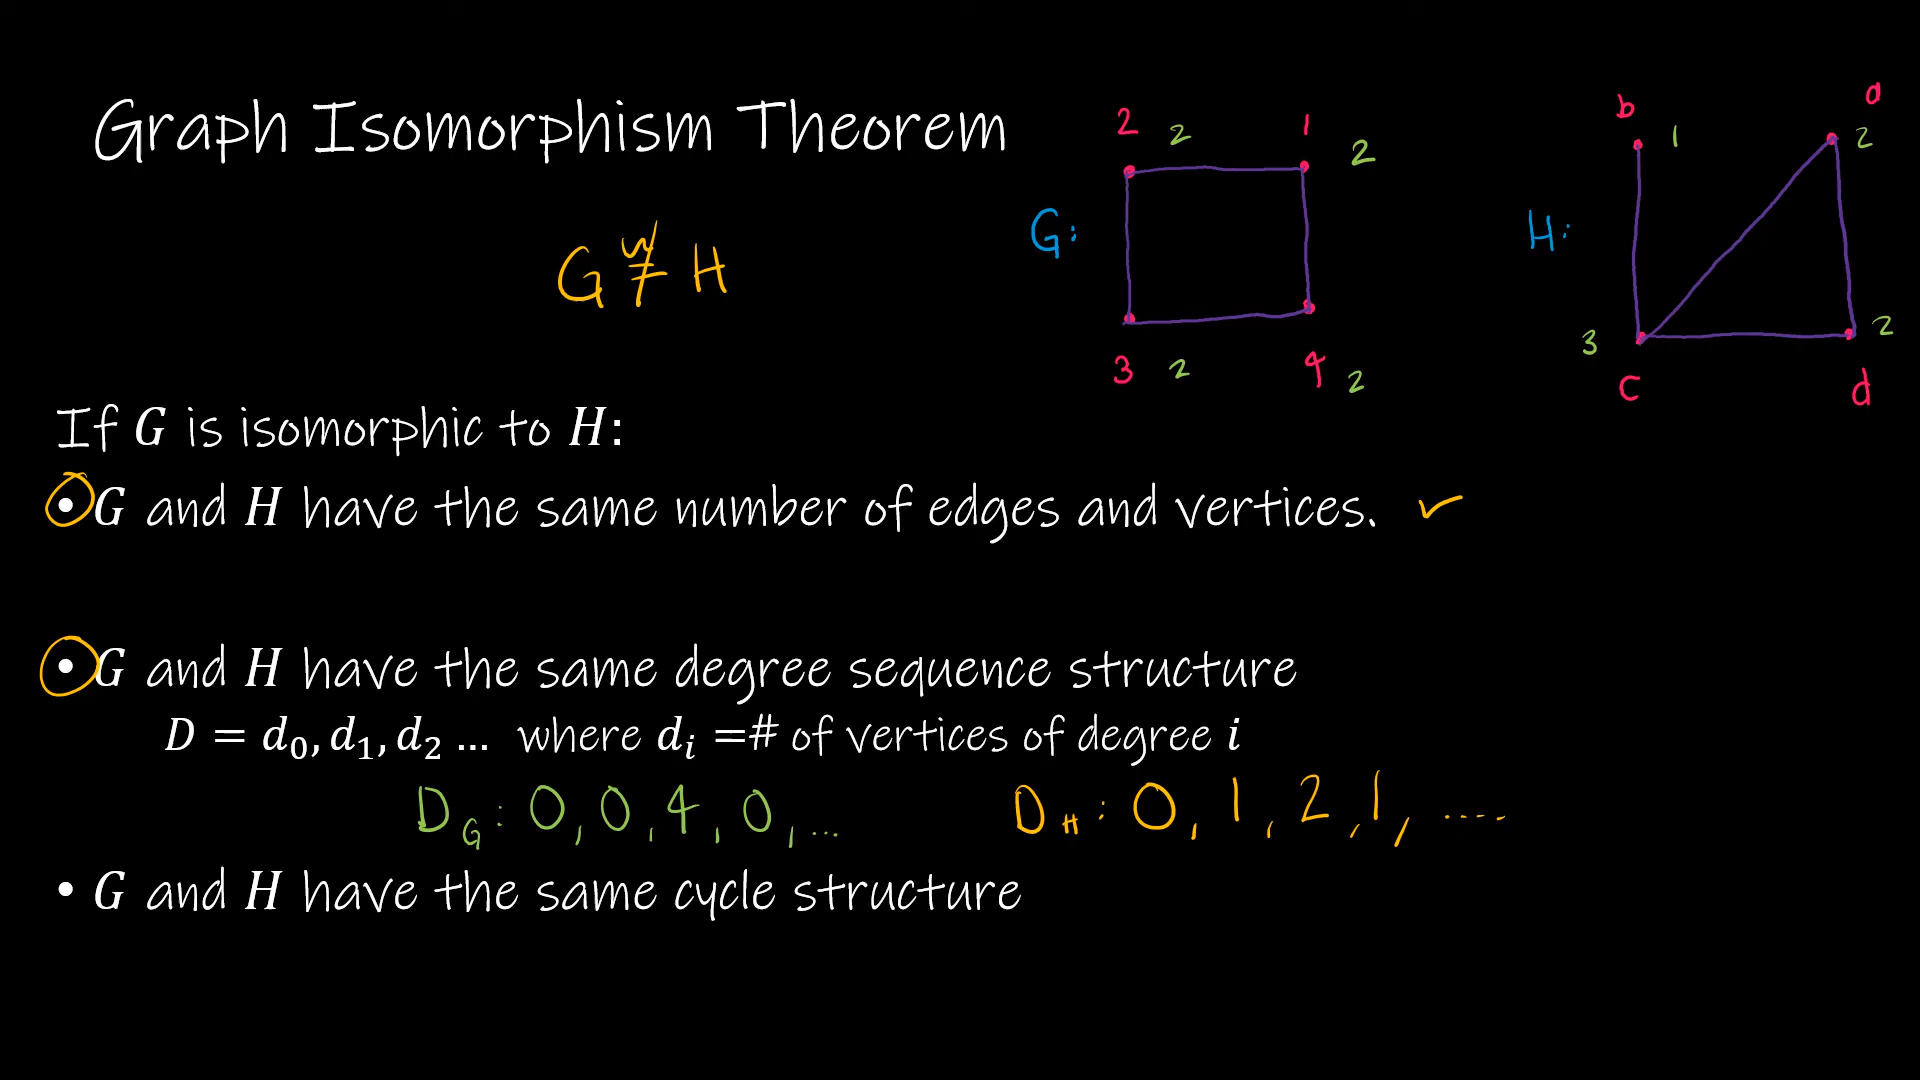 Graph Isomorphism Theorem
G ≇ H
G:
2 2 1 2
3 2 4 2
H:
b 1 a 2
3 2
c d
If G is isomorphic to H:
• G and H have the same number of edges and vertices. ✓
• G and H have the same degree sequence structure
D = d₀, d₁, d₂ ... where dᵢ =# of vertices of degree i
D_G : 0, 0, 4, 0, ... D_H : 0, 1, 2, 1, ....
• G and H have the same cycle structure